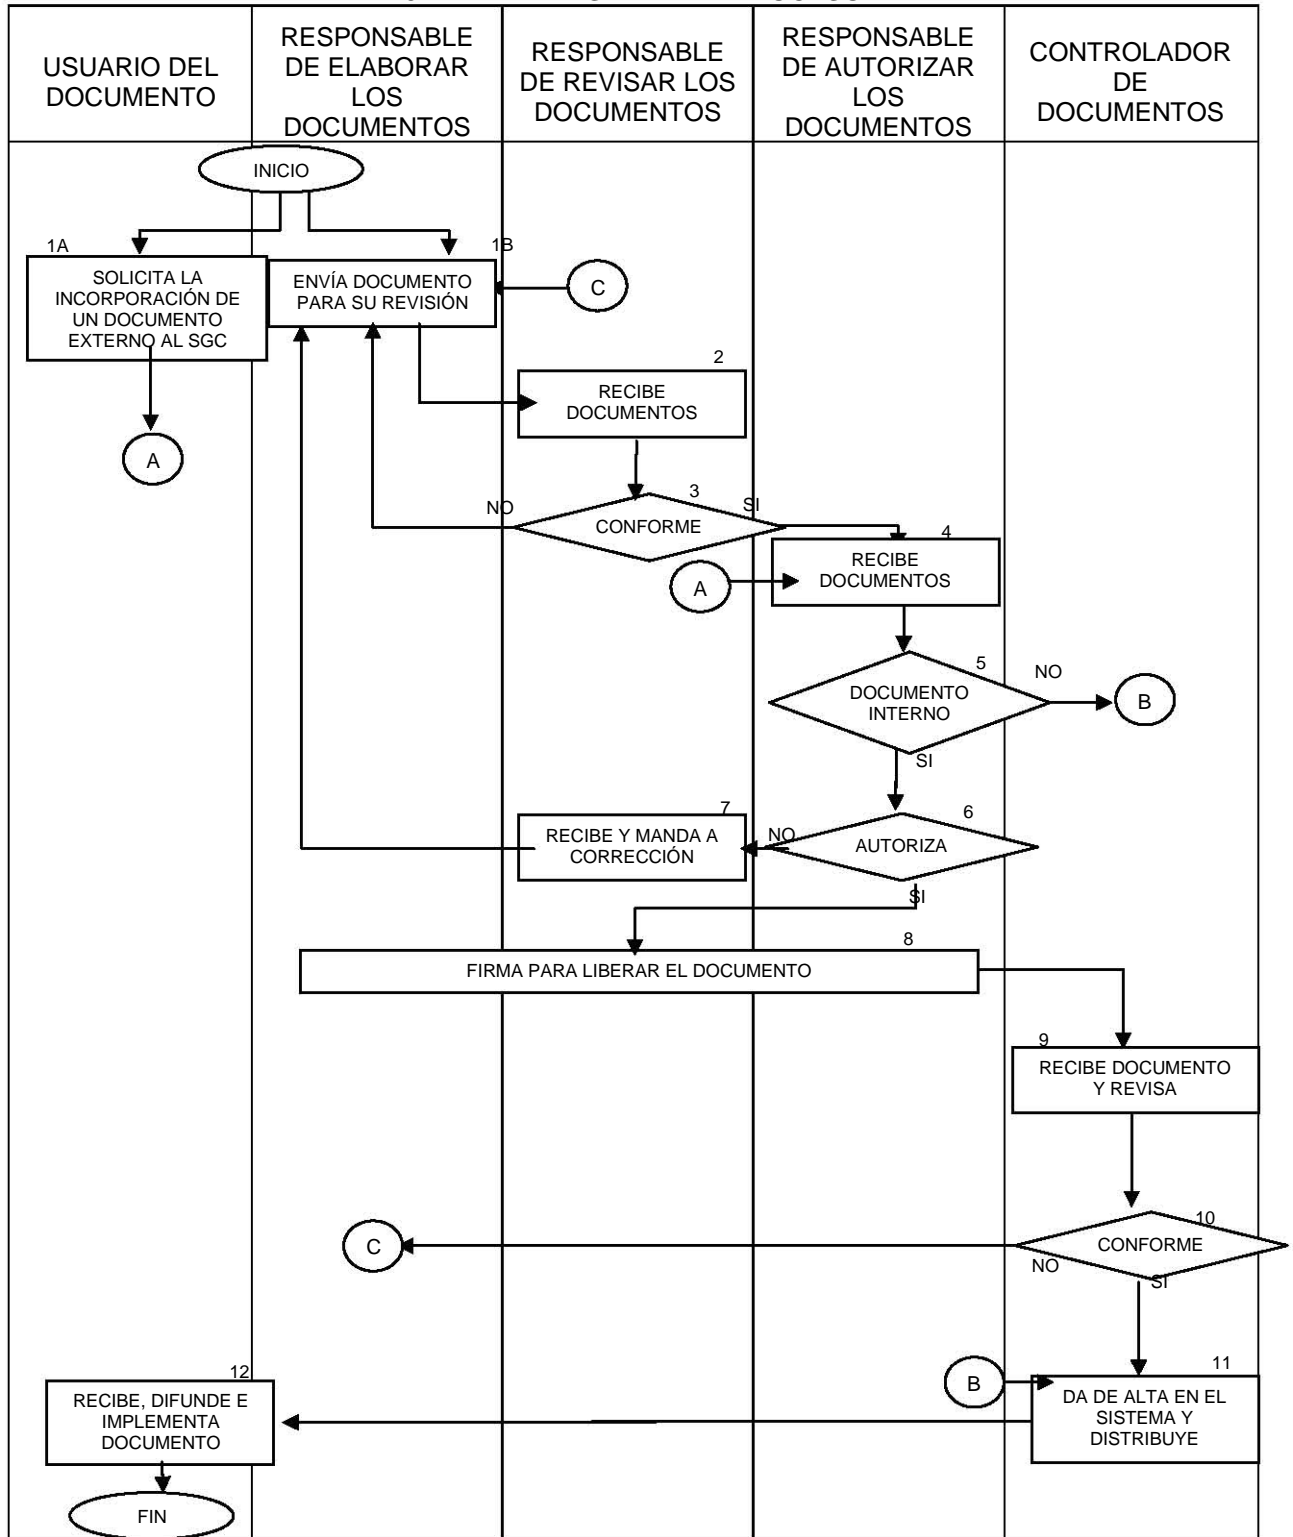 USUARIO DEL
DOCUMENTO
RESPONSABLE
DE ELABORAR
LOS
DOCUMENTOS
RESPONSABLE
DE REVISAR LOS
DOCUMENTOS
RESPONSABLE
DE AUTORIZAR
LOS
DOCUMENTOS
CONTROLADOR
DE
DOCUMENTOS
INICIO
1A
SOLICITA LA
INCORPORACIÓN DE
UN DOCUMENTO
EXTERNO AL SGC
1B
ENVÍA DOCUMENTO
PARA SU REVISIÓN
C
A
2
RECIBE
DOCUMENTOS
NO
3
SI
CONFORME
4
RECIBE
DOCUMENTOS
A
5
NO
DOCUMENTO
INTERNO
B
SI
7
RECIBE Y MANDA A
CORRECCIÓN
NO
6
AUTORIZA
SI
8
FIRMA PARA LIBERAR EL DOCUMENTO
9
RECIBE DOCUMENTO
Y REVISA
10
CONFORME
C
NO
SI
B
11
DA DE ALTA EN EL
SISTEMA Y
DISTRIBUYE
12
RECIBE, DIFUNDE E
IMPLEMENTA
DOCUMENTO
FIN